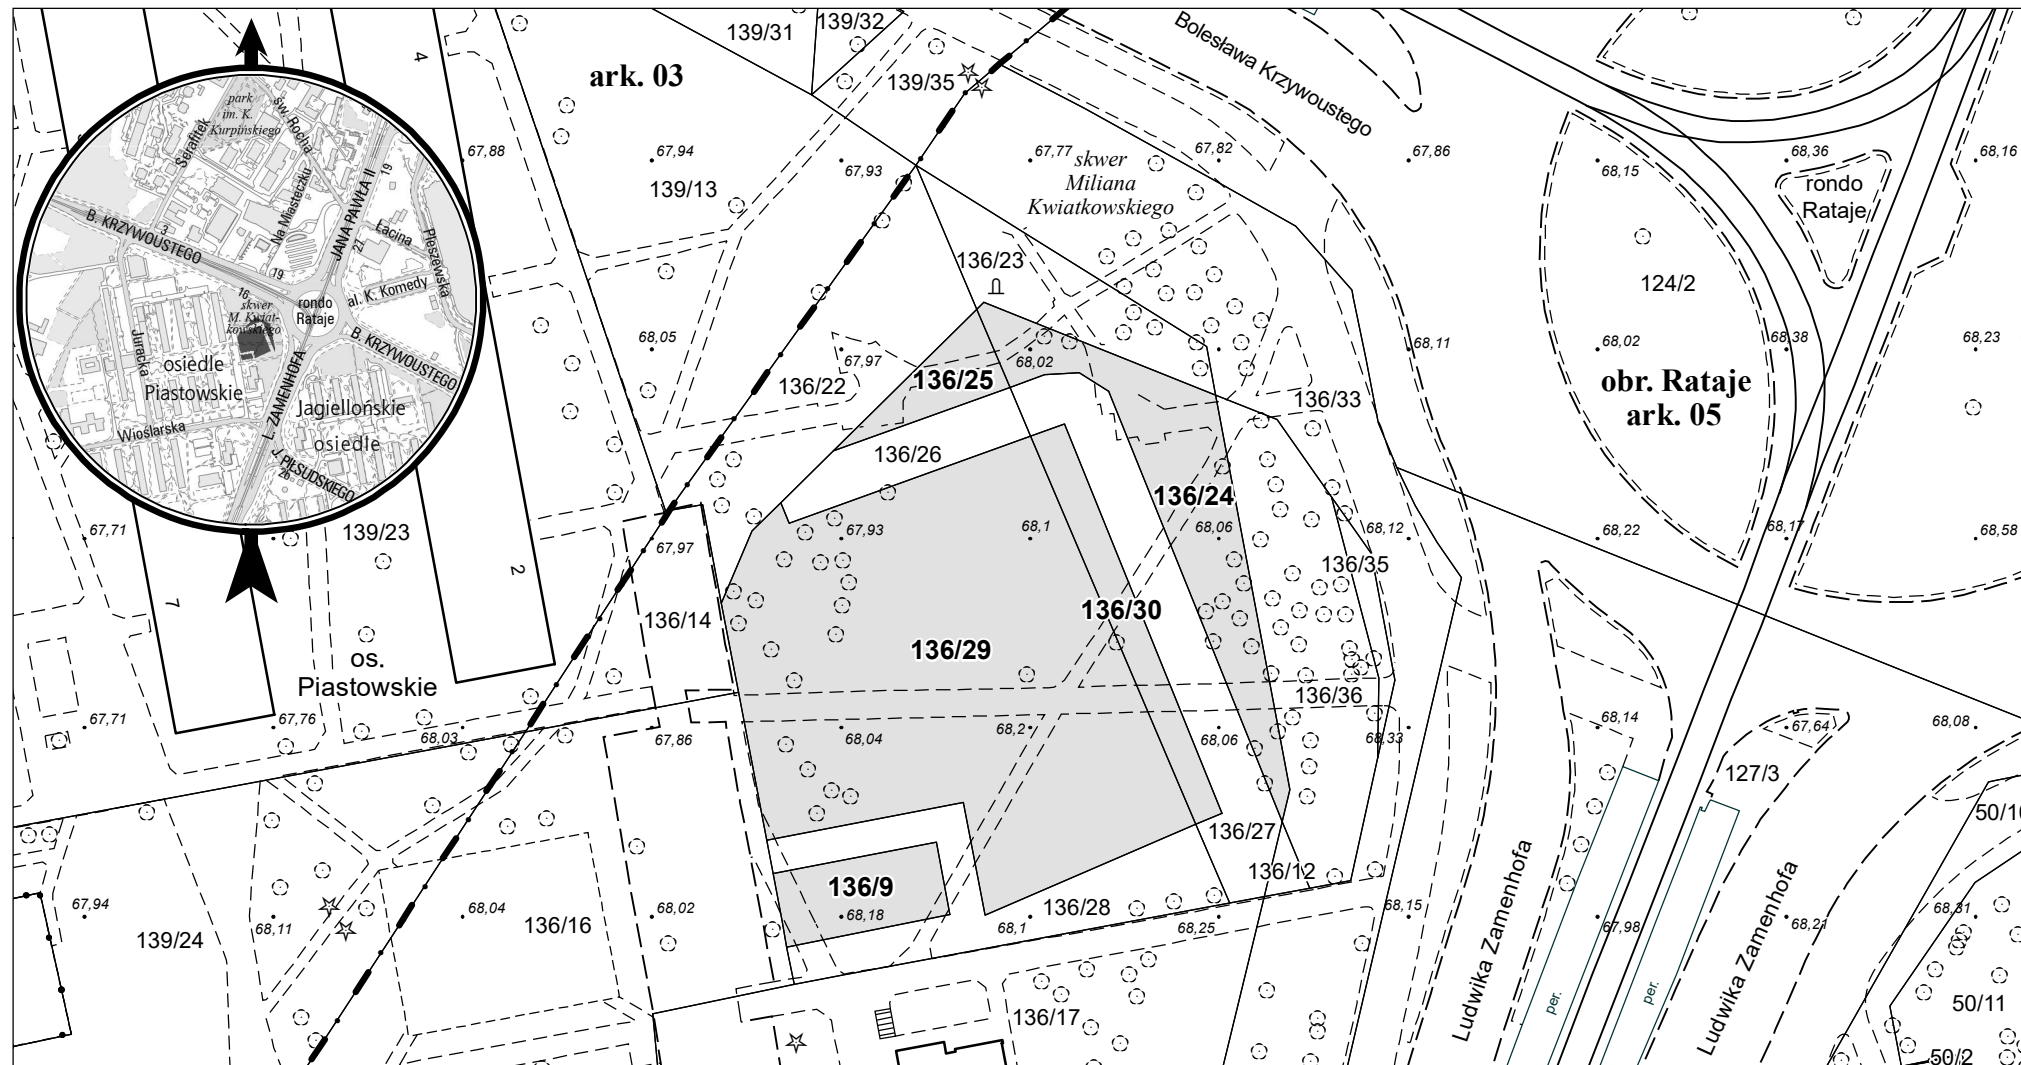 139/31
139/32
4
ark. 03
139/35
Bolesława Krzywoustego
67,88
67,94
67,93
67,77
67,82
67,86
68,15
68,36
68,16
139/13
skwer
Miliana
Kwiatkowskiego
rondo
Rataje
park
im. K.
Kurpińskiego
św. Rocha
Serafitek
Na Miasteczku
JANA PAWŁA II
19
27
Łacina
Pleszewska
B. KRZYWOUSTEGO
3
19
16
skwer
M. Kwiat-
kowskiego
rondo
Rataje
al. K. Komedy
B. KRZYWOUSTEGO
Juracka
osiedle
Piastowskie
L. ZAMENHOFA
Jagiellońskie
osiedle
Wioślarska
J. PIŁSUDSKIEGO
26
136/23
124/2
68,05
67,97
68,02
68,11
68,02
68,38
68,23
136/22
136/25
136/33
obr. Rataje
ark. 05
136/26
136/24
67,71
139/23
67,97
67,93
68,1
68,06
68,12
68,22
68,17
68,58
2
7
136/35
136/14
136/30
136/29
os.
Piastowskie
136/36
67,71
67,76
68,03
67,86
68,04
68,2
68,06
68,33
68,14
67,64
68,08
127/3
50/10
136/27
136/12
136/9
67,94
68,11
68,04
68,02
68,18
68,1
68,25
68,15
67,98
68,21
68,31
136/28
139/24
136/16
Ludwika Zamenhofa
Ludwika Zamenhofa
per.
per.
136/17
50/11
50/2